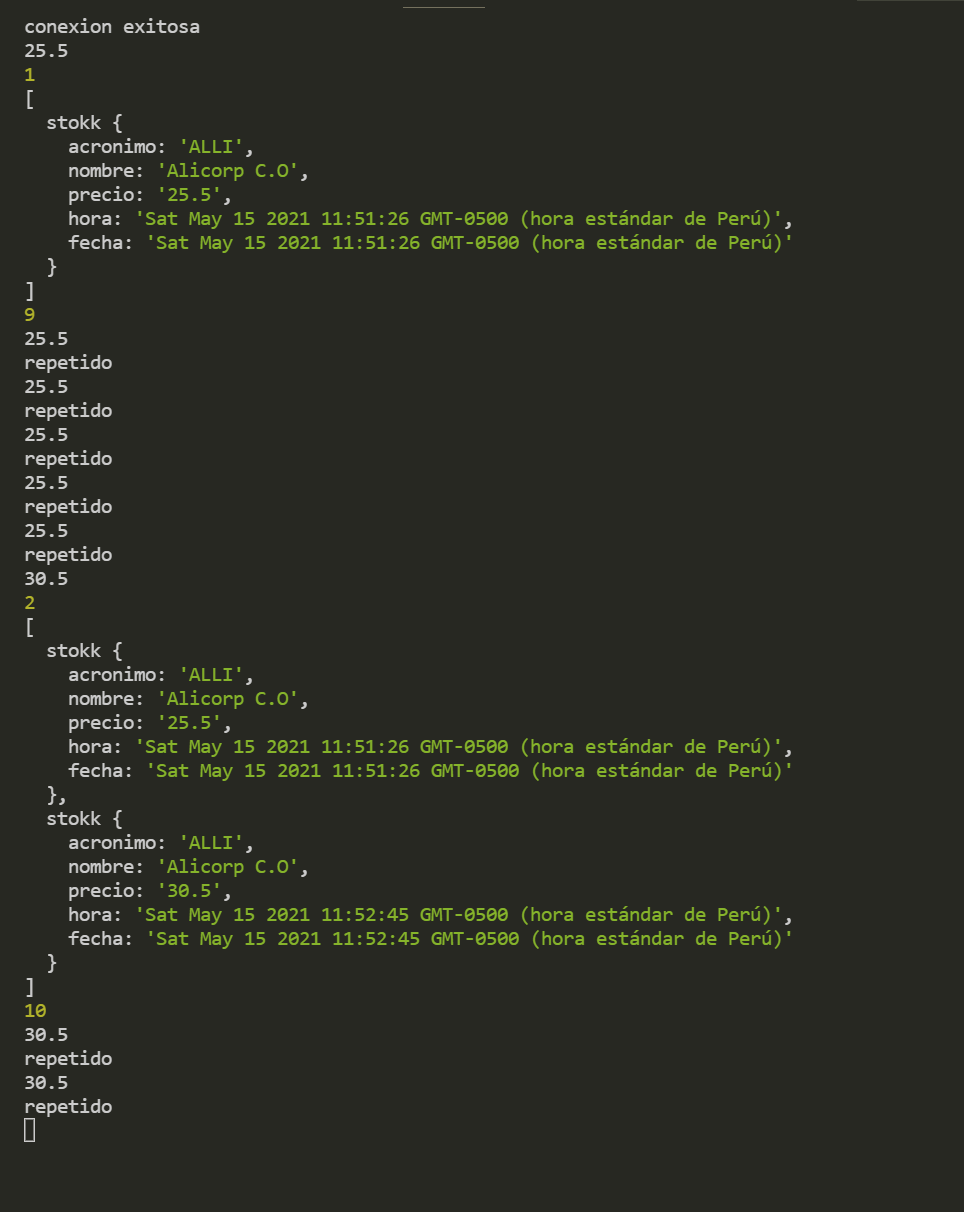 conexion exitosa
25.5
1
[
  stokk {
    acronimo: 'ALLI',
    nombre: 'Alicorp C.O',
    precio: '25.5',
    hora: 'Sat May 15 2021 11:51:26 GMT-0500 (hora estándar de Perú)',
    fecha: 'Sat May 15 2021 11:51:26 GMT-0500 (hora estándar de Perú)'
  }
]
9
25.5
repetido
25.5
repetido
25.5
repetido
25.5
repetido
25.5
repetido
30.5
2
[
  stokk {
    acronimo: 'ALLI',
    nombre: 'Alicorp C.O',
    precio: '25.5',
    hora: 'Sat May 15 2021 11:51:26 GMT-0500 (hora estándar de Perú)',
    fecha: 'Sat May 15 2021 11:51:26 GMT-0500 (hora estándar de Perú)'
  },
  stokk {
    acronimo: 'ALLI',
    nombre: 'Alicorp C.O',
    precio: '30.5',
    hora: 'Sat May 15 2021 11:52:45 GMT-0500 (hora estándar de Perú)',
    fecha: 'Sat May 15 2021 11:52:45 GMT-0500 (hora estándar de Perú)'
  }
]
10
30.5
repetido
30.5
repetido